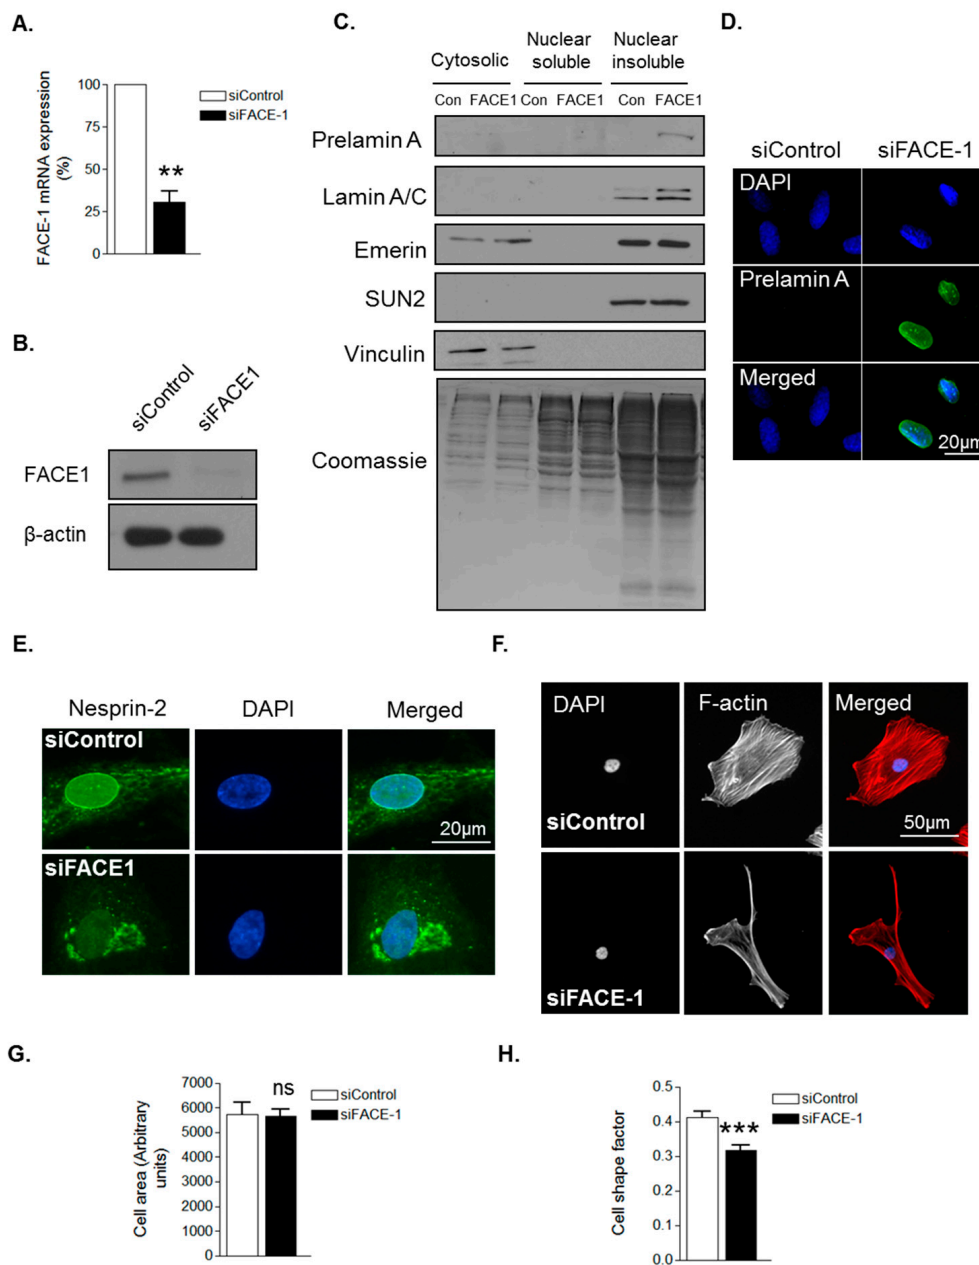 A.
FACE-1 mRNA expression
(%)
100
75
50
25
0
**
siControl
siFACE-1
B.
siControl
siFACE1
FACE1
β-actin
C.
Cytosolic
Nuclear
soluble
Nuclear
insoluble
Con FACE1 Con FACE1 Con FACE1
Prelamin A
Lamin A/C
Emerin
SUN2
Vinculin
Coomassie
D.
siControl siFACE-1
DAPI
Prelamin A
Merged
20µm
E.
Nesprin-2 DAPI Merged
siControl
20µm
siFACE1
F.
DAPI F-actin Merged
siControl
50µm
siFACE-1
G.
Cell area (Arbitrary
units)
7000
6000
5000
4000
3000
2000
1000
0
ns
siControl
siFACE-1
H.
Cell shape factor
0.5
0.4
0.3
0.4
0.1
0.0
***
siControl
siFACE-1